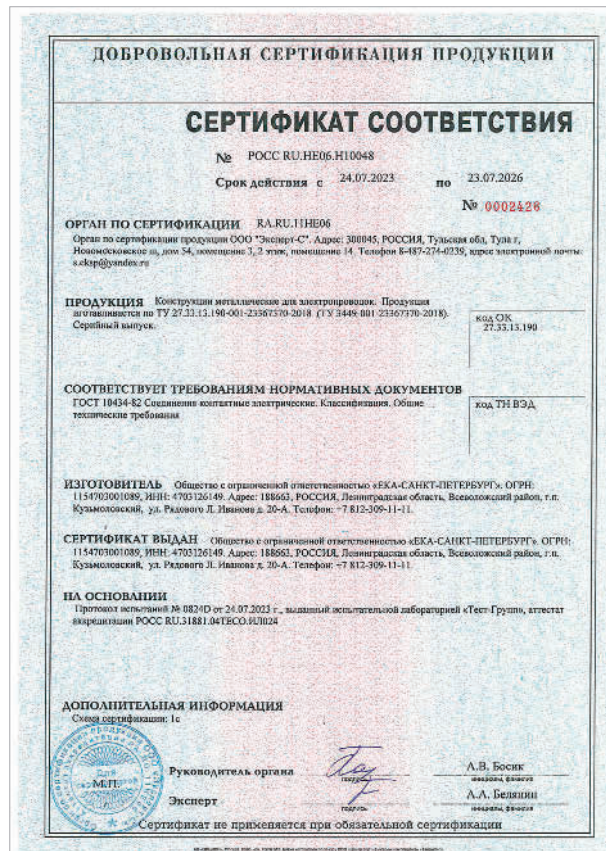 ДОБРОВОЛЬНАЯ СЕРТИФИКАЦИЯ ПРОДУКЦИИ
СЕРТИФИКАТ СООТВЕТСТВИЯ
№ РОСС RU.НЕ06.Н10048
Срок действия с 24.07.2023 по 23.07.2026
№ 0002426
ОРГАН ПО СЕРТИФИКАЦИИ RA.RU.11НЕ06
Орган по сертификации продукции ООО "Эксперт-С". Адрес: 300045, РОССИЯ, Тульская обл, Тула г,
Новомосковское ш, дом 54, помещение 3, 2 этаж, помещение 14. Телефон 8-487-274-0239, адрес электронной почты:
s.eksp@yandex.ru
ПРОДУКЦИЯ Конструкции металлические для электропроводок. Продукция
изготавливается по ТУ 27.33.13.190-001-23367370-2018 (ТУ 3449-001-23367370-2018).
Серийный выпуск.
код ОК
27.33.13.190
СООТВЕТСТВУЕТ ТРЕБОВАНИЯМ НОРМАТИВНЫХ ДОКУМЕНТОВ
ГОСТ 10434-82 Соединения контактные электрические. Классификация. Общие
технические требования
код ТН ВЭД
ИЗГОТОВИТЕЛЬ Общество с ограниченной ответственностью «ЕКА-САНКТ-ПЕТЕРБУРГ». ОГРН:
1154703001089, ИНН: 4703126149. Адрес: 188663, РОССИЯ, Ленинградская область, Всеволожский район, г.п.
Кузьмоловский, ул. Рядового Л. Иванова д. 20-А. Телефон: +7 812-309-11-11.
СЕРТИФИКАТ ВЫДАН Общество с ограниченной ответственностью «ЕКА-САНКТ-ПЕТЕРБУРГ». ОГРН:
1154703001089, ИНН: 4703126149. Адрес: 188663, РОССИЯ, Ленинградская область, Всеволожский район, г.п.
Кузьмоловский, ул. Рядового Л. Иванова д. 20-А. Телефон: +7 812-309-11-11
НА ОСНОВАНИИ
Протокол испытаний № 0824D от 24.07.2023 г., выданный испытательной лабораторией «Тест-Групп», аттестат
аккредитации РОСС RU.31881.04ТЕСО.ИЛ024
ДОПОЛНИТЕЛЬНАЯ ИНФОРМАЦИЯ
Схема сертификации: 1с
М.П.
Руководитель органа
подпись
А.В. Босик
инициалы, фамилия
Эксперт
подпись
А.А. Белянин
инициалы, фамилия
Сертификат не применяется при обязательной сертификации